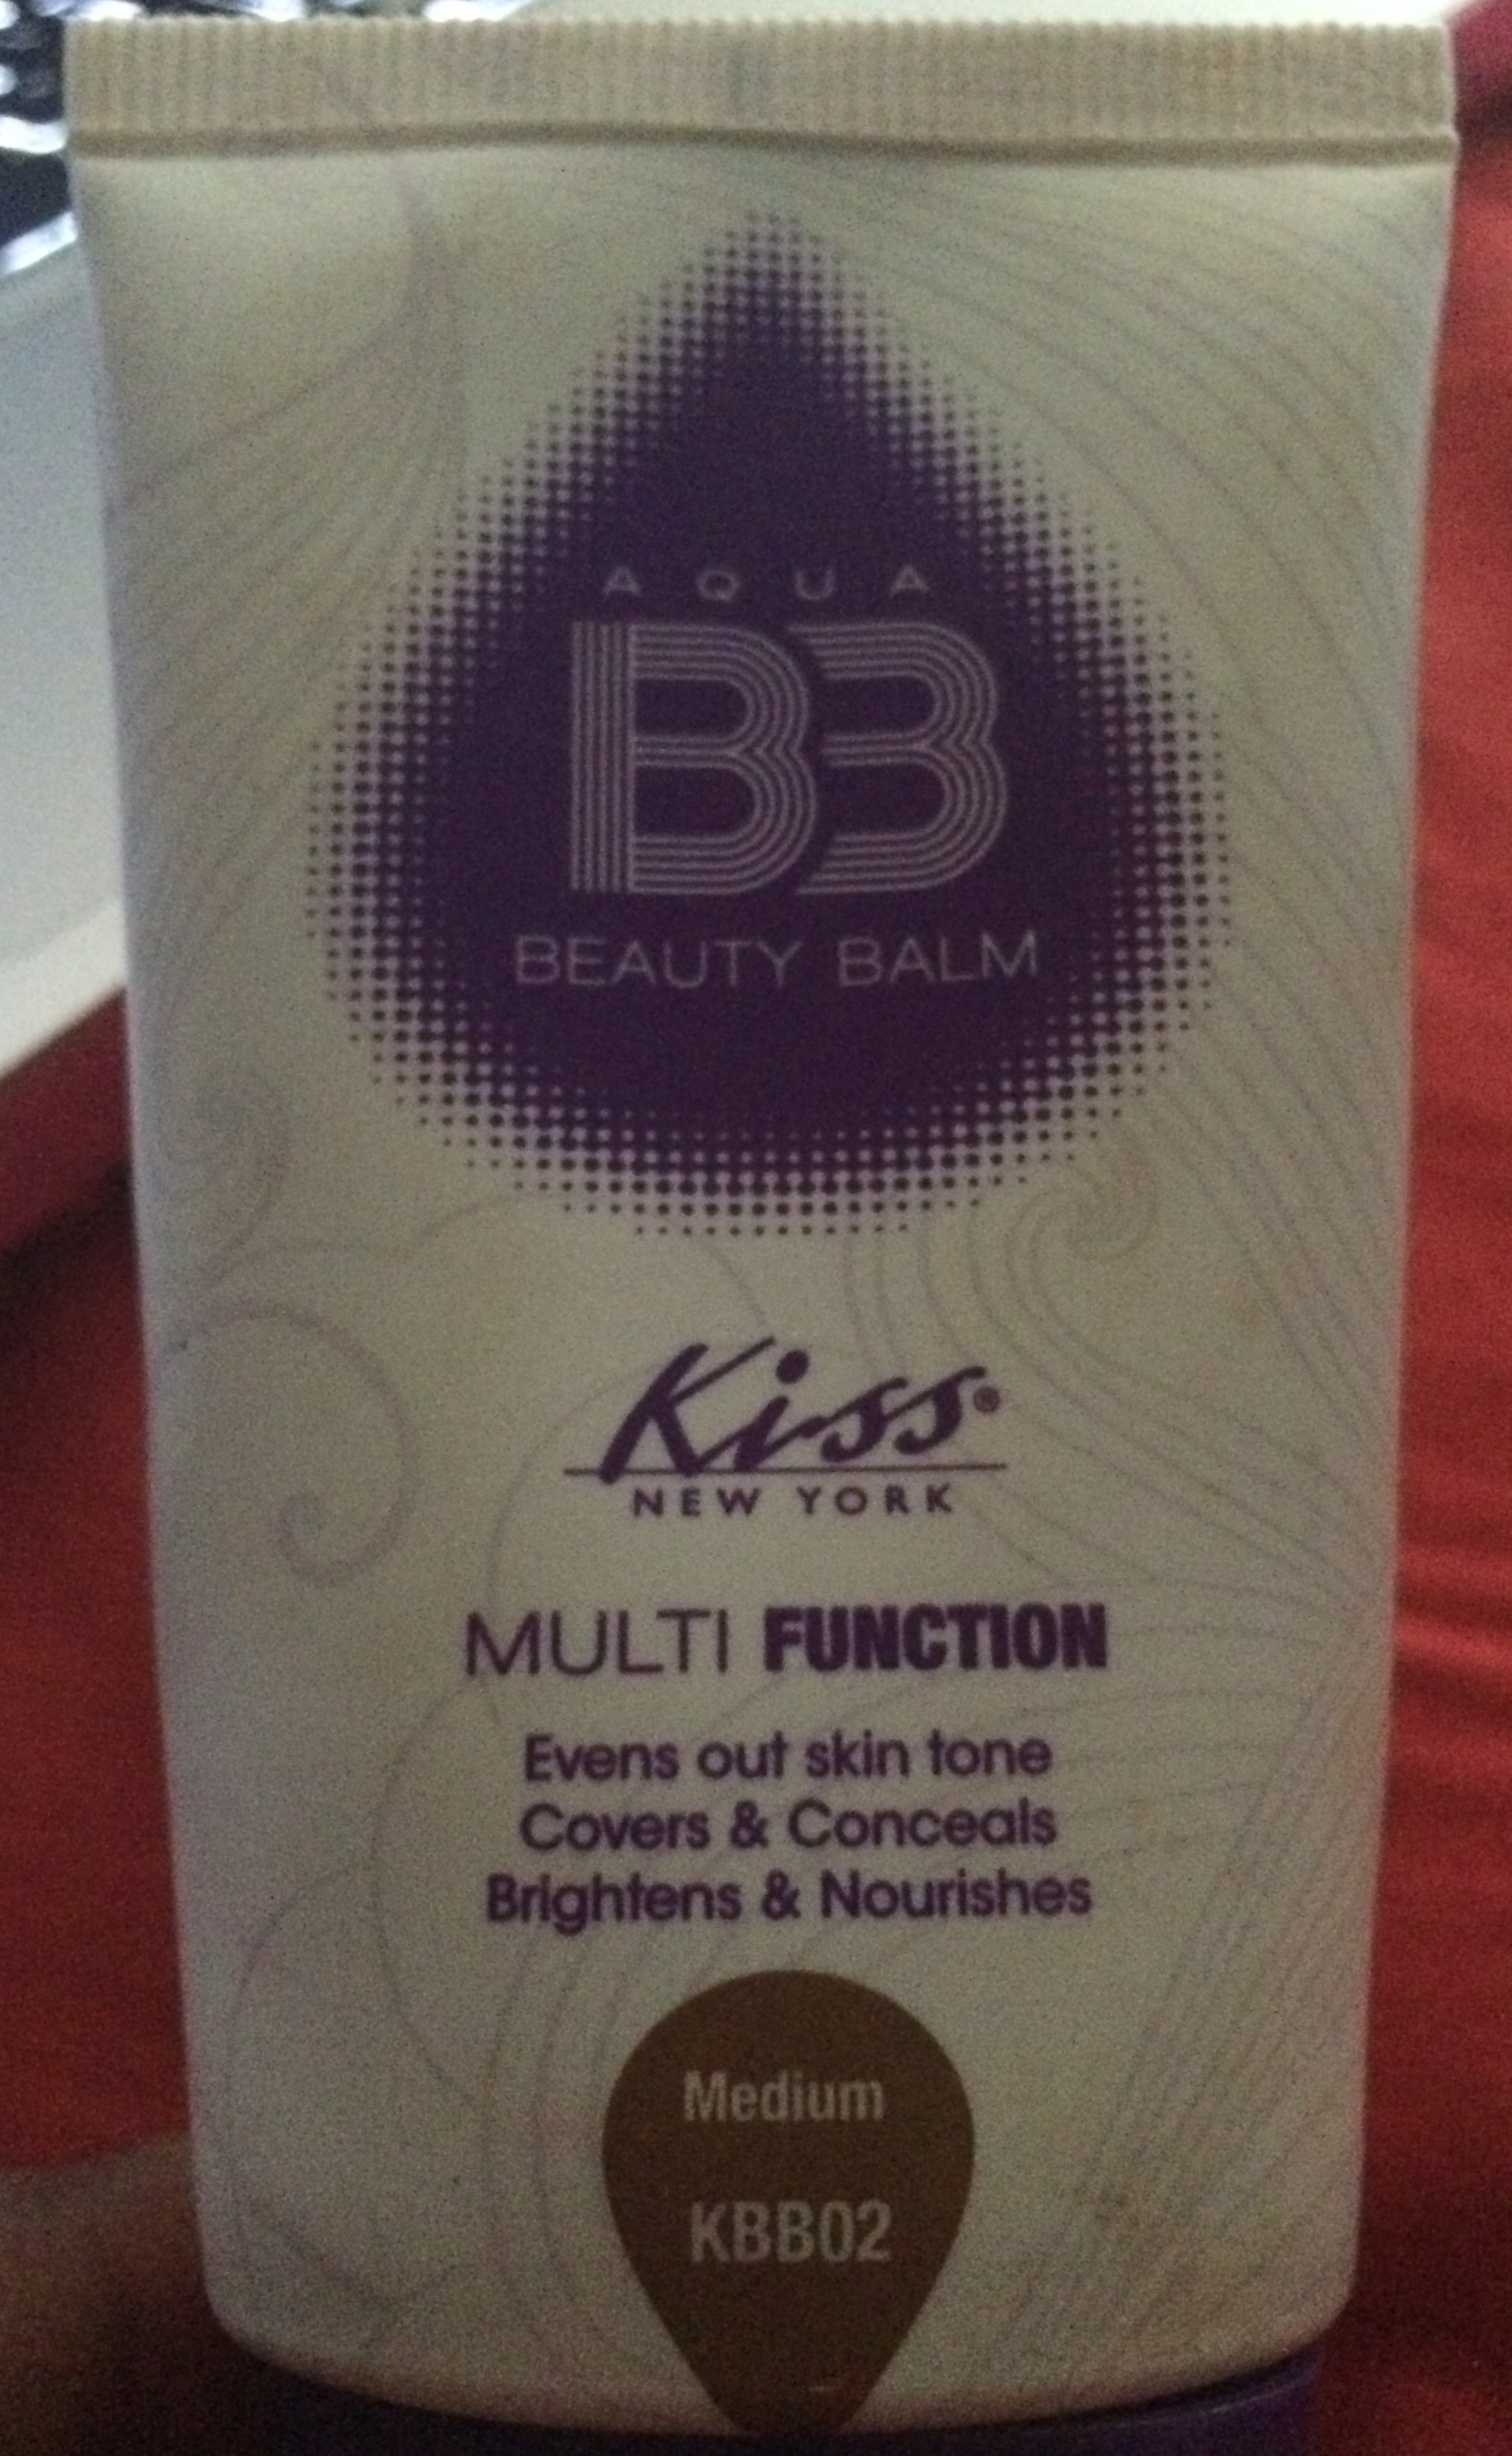 AQUA
BB
BEAUTY BALM
Kiss®
NEW YORK
MULTI FUNCTION
Evens out skin tone
Covers & Conceals
Brightens & Nourishes
Medium
KBB02